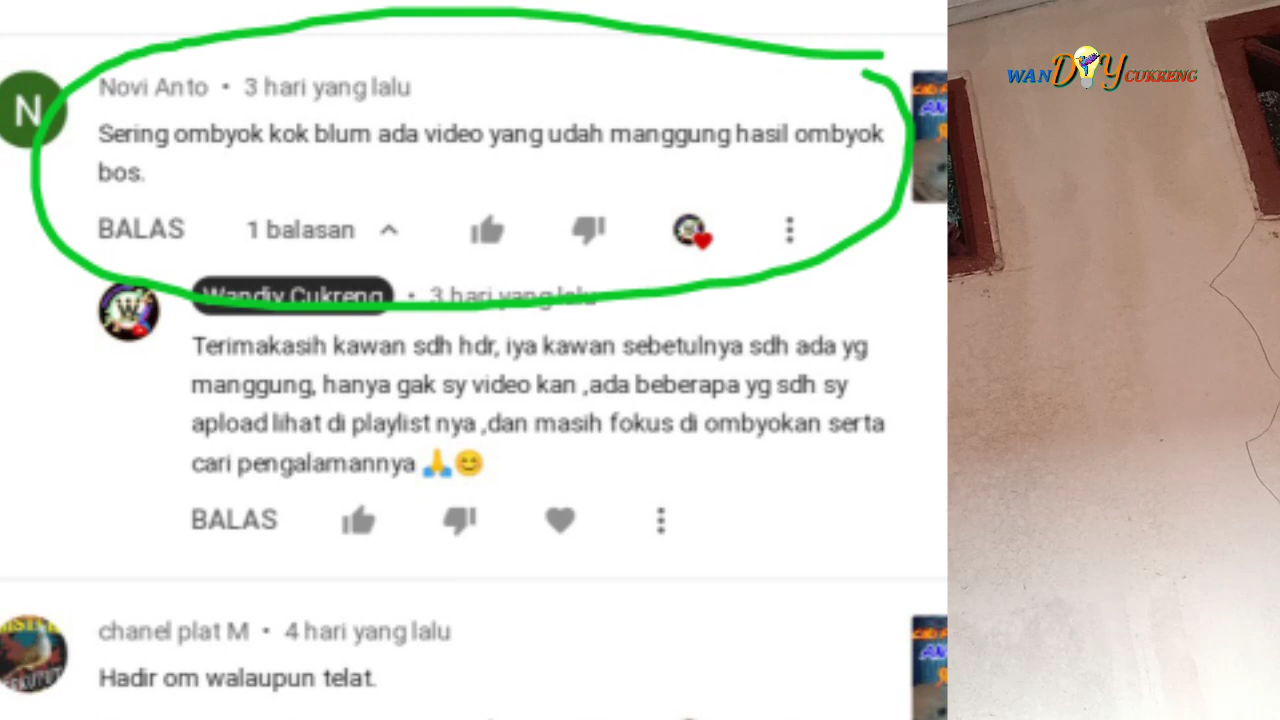 Novi Anto • 3 hari yang lalu
Sering ombyok kok blum ada video yang udah manggung hasil ombyok
bos.
BALAS 1 balasan
Wandiy Cukreng • 3 hari yang lalu
Terimakasih kawan sdh hdr, iya kawan sebetulnya sdh ada yg
manggung, hanya gak sy video kan ,ada beberapa yg sdh sy
apload lihat di playlist nya ,dan masih fokus di ombyokan serta
cari pengalamannya 🙏😊
BALAS
chanel plat M • 4 hari yang lalu
Hadir om walaupun telat.
N
W
WAN DIY CUKRENG